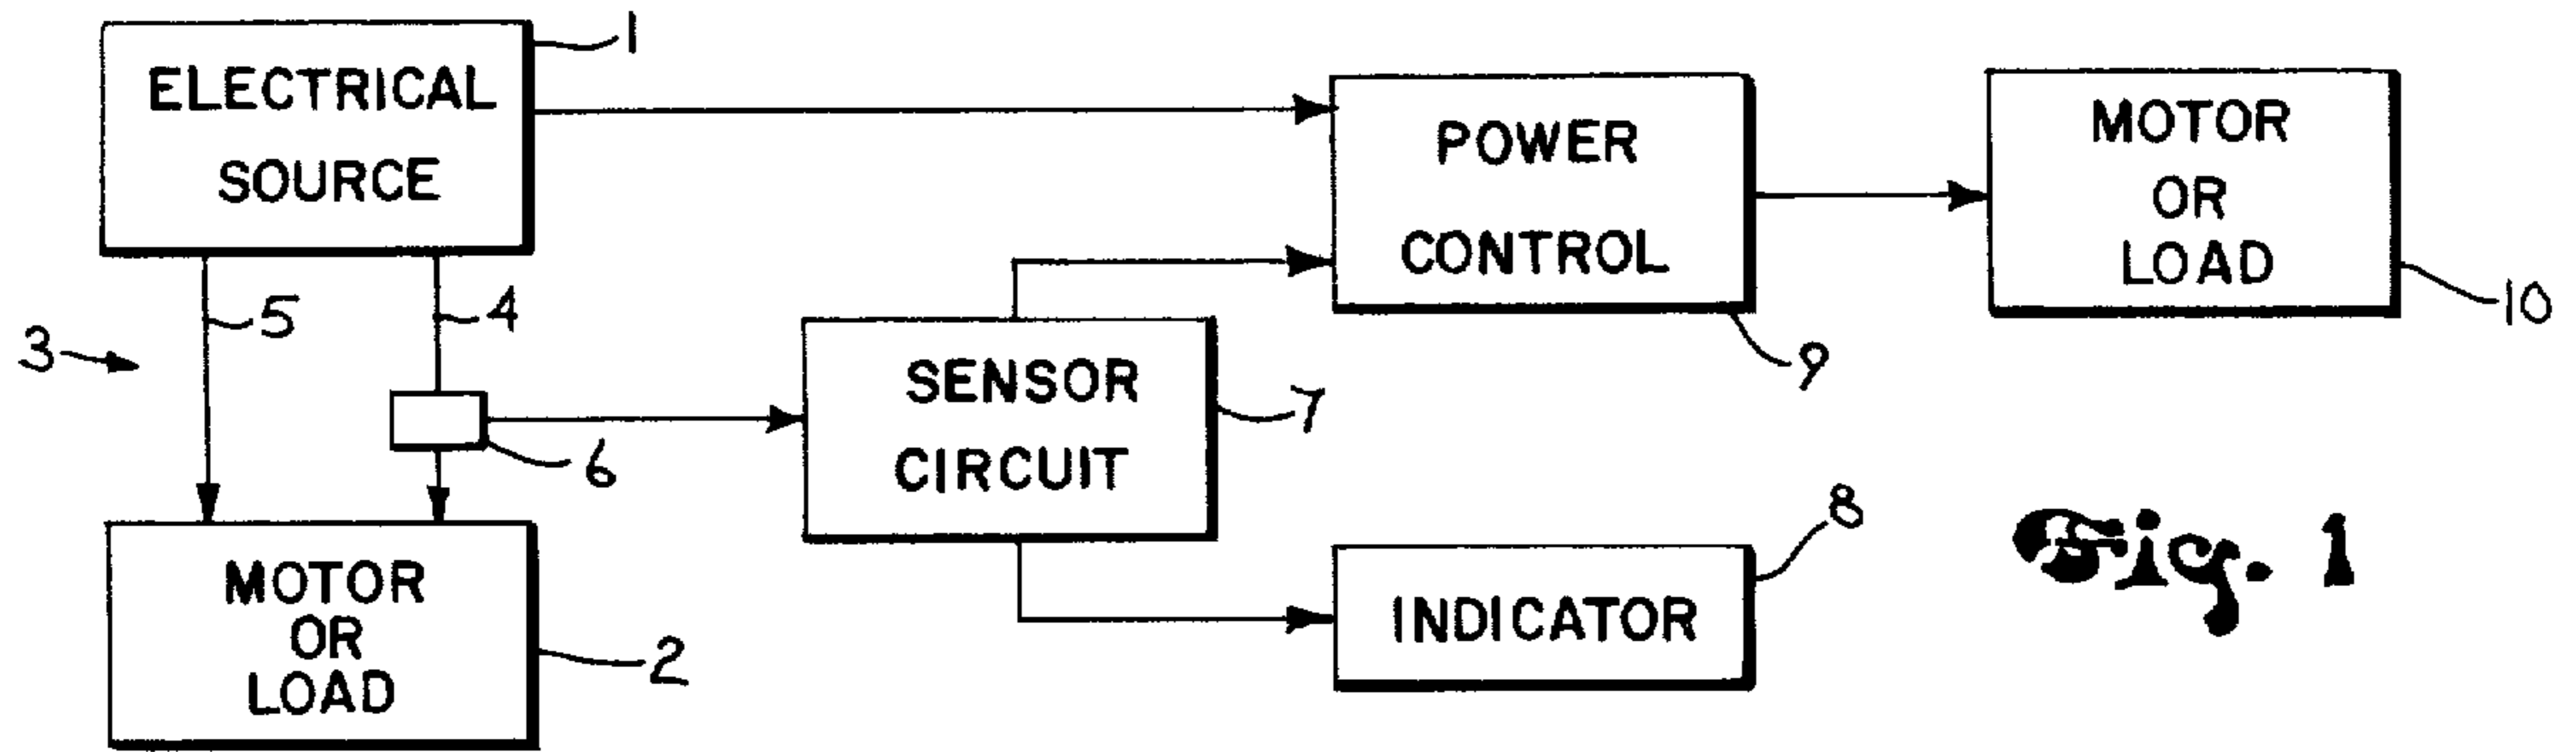 ELECTRICAL
SOURCE
1
POWER
CONTROL
9
MOTOR
OR
LOAD
10
3
5
4
6
SENSOR
CIRCUIT
7
MOTOR
OR
LOAD
2
INDICATOR
8
Fig. 1